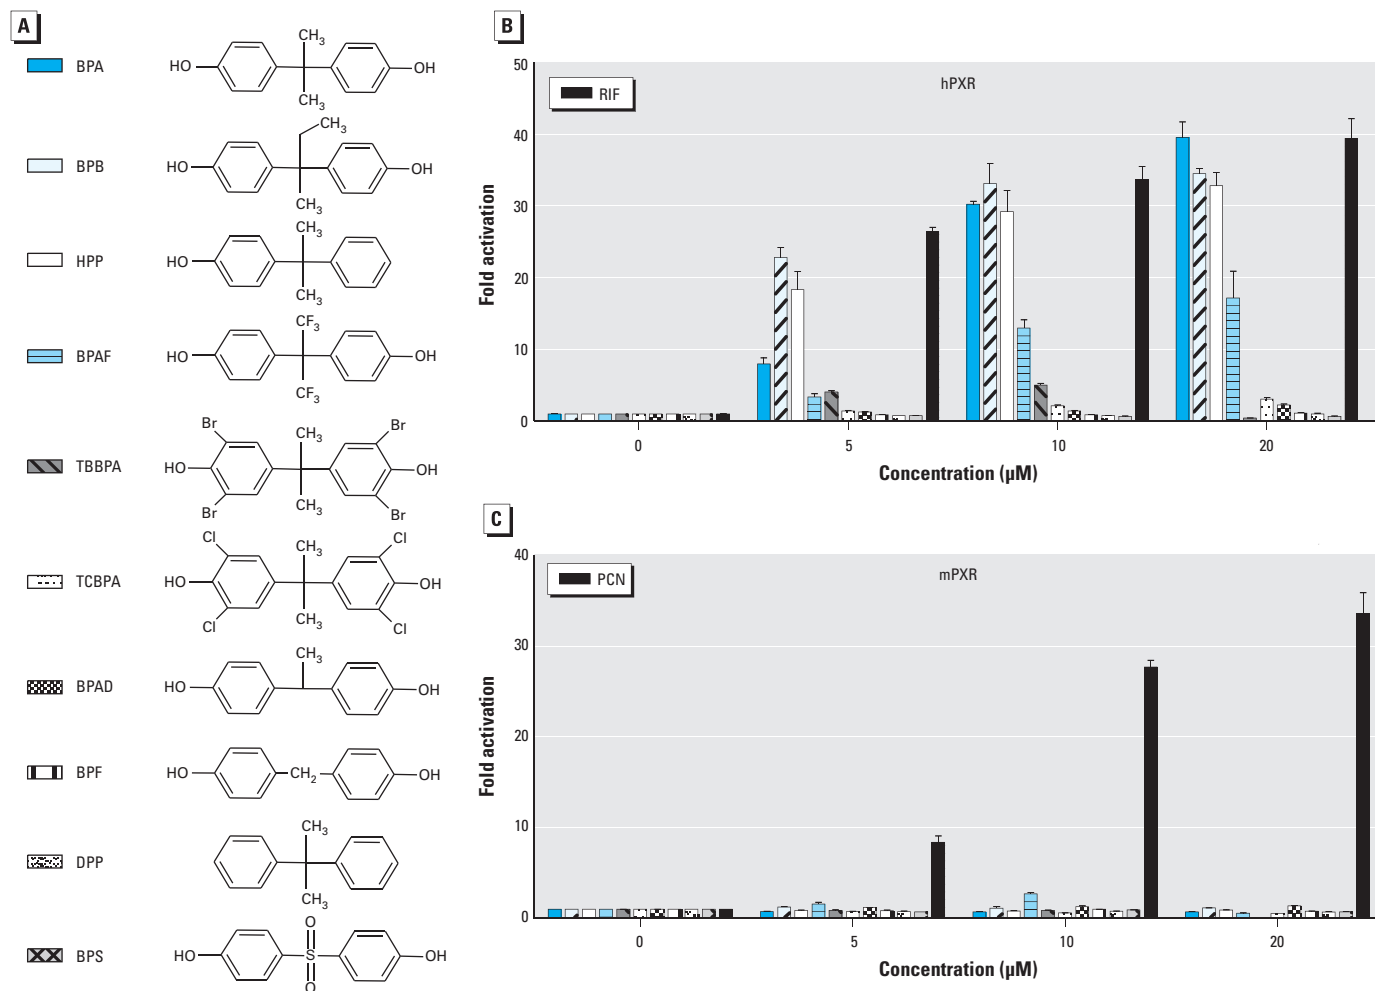 A
BPA
HO
CH3
CH3
OH
BPB
HO
CH3
CH3
OH
HPP
HO
CH3
CH3
BPAF
HO
CF3
CF3
OH
TBBPA
Br
Br
HO
CH3
CH3
Br
Br
OH
TCBPA
Cl
Cl
HO
CH3
CH3
Cl
Cl
OH
BPAD
HO
CH3
OH
BPF
HO
CH2
OH
DPP
CH3
CH3
BPS
HO
O
S
O
OH
B
hPXR
RIF
Fold activation
50
40
30
20
10
0
0 5 10 20
Concentration (µM)
C
mPXR
PCN
Fold activation
40
30
20
10
0
0 5 10 20
Concentration (µM)